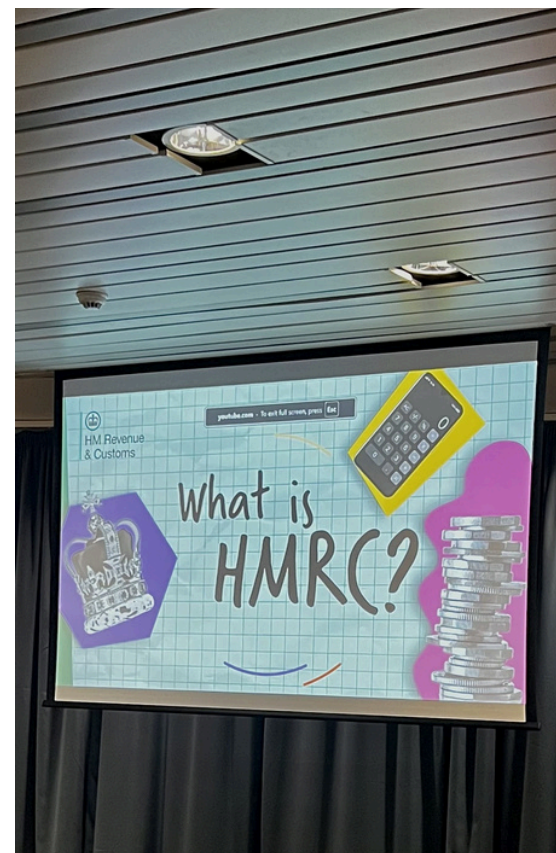 youtube.com - To exit full screen, press Esc
HM Revenue
& Customs
What is
HMRC?